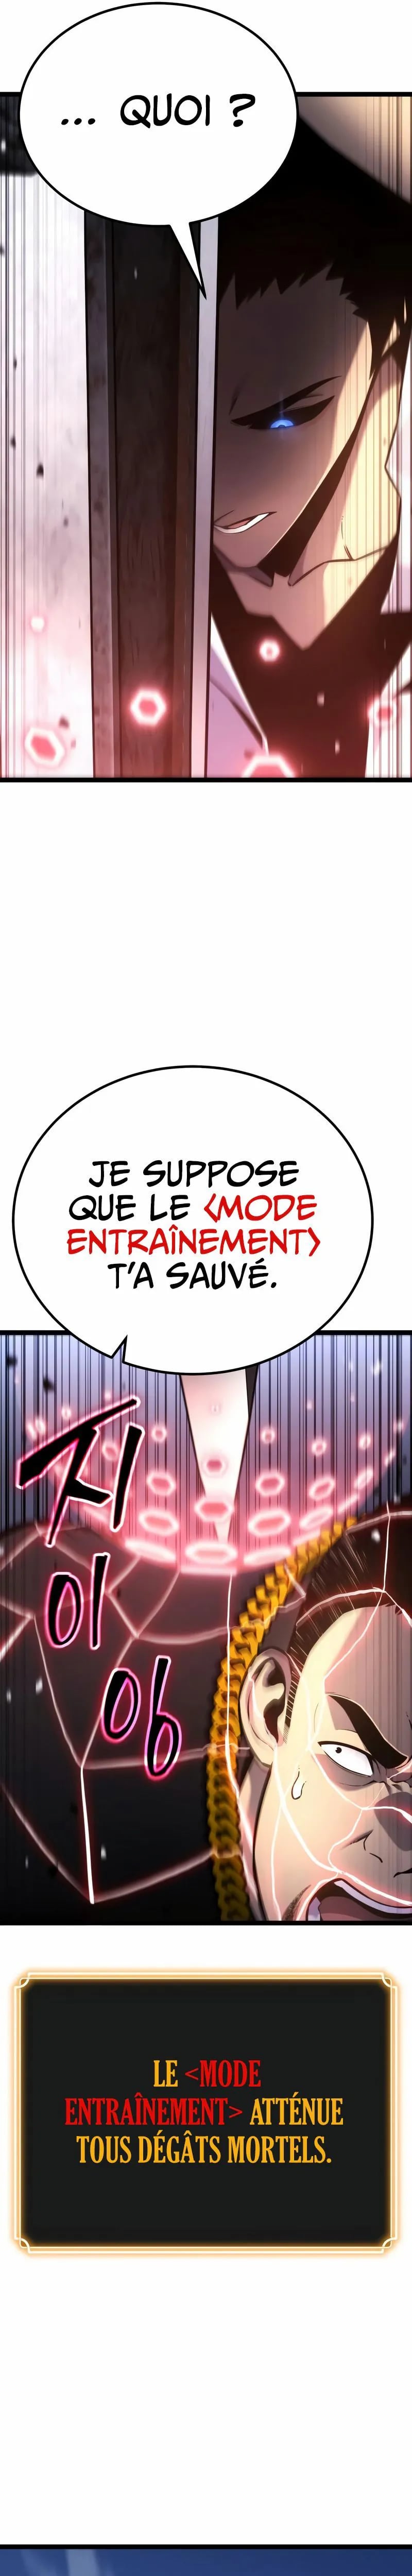 ... QUOI ?
JE SUPPOSE
QUE LE <MODE
ENTRAÎNEMENT>
T'A SAUVÉ.
지
이
잉
LE <MODE
ENTRAÎNEMENT> ATTÉNUE
TOUS DÉGÂTS MORTELS.